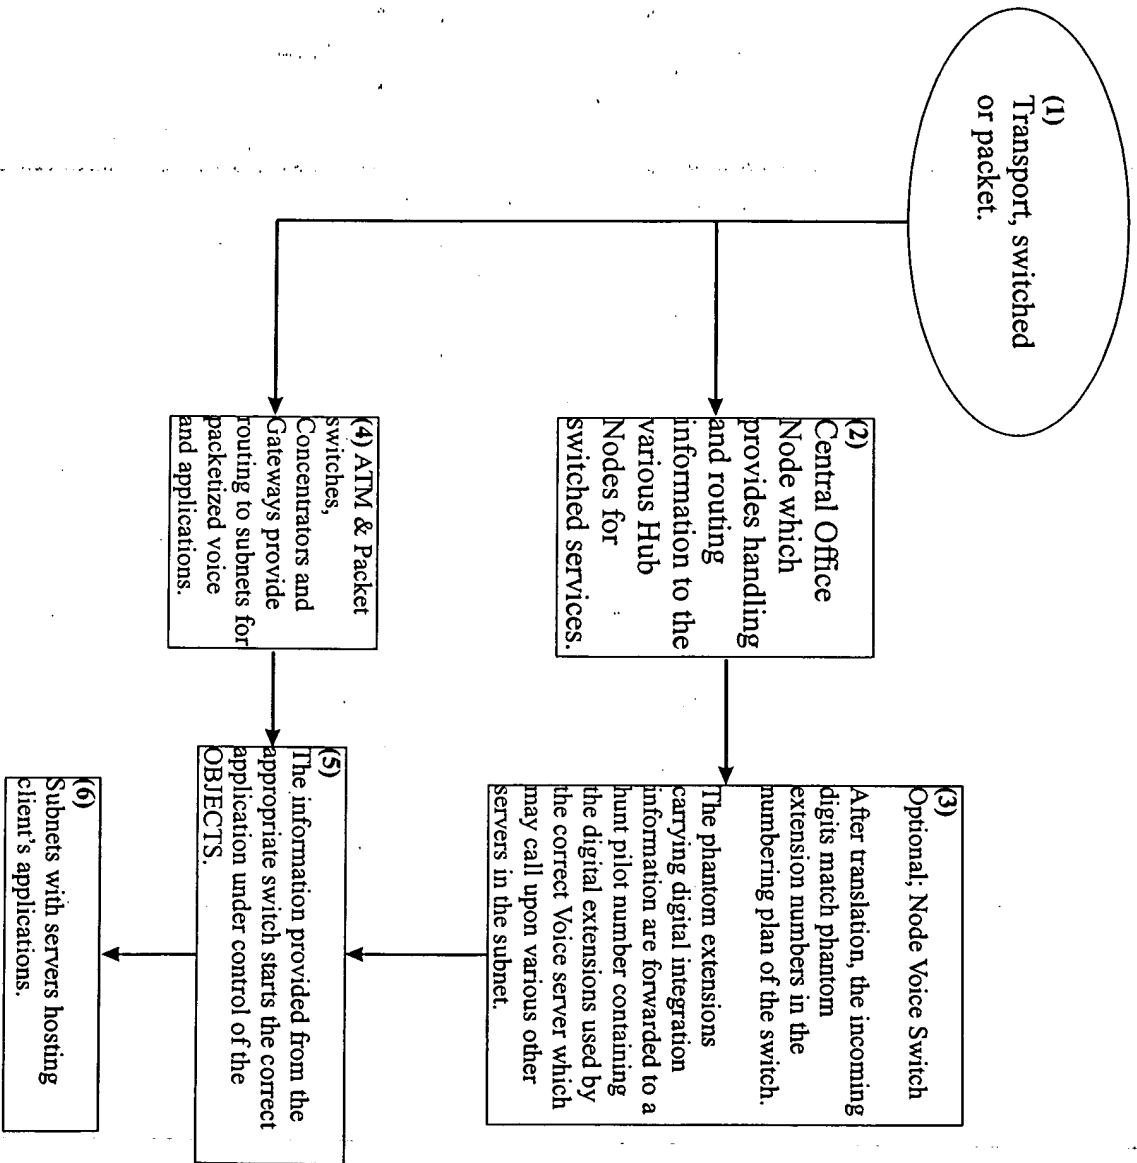 (1)
Transport, switched
or packet.
(2)
Central Office
Node which
provides handling
and routing
information to the
various Hub
Nodes for
switched services.
(3)
Optional; Node Voice Switch
After translation, the incoming
digits match phantom
extension numbers in the
numbering plan of the switch.
The phantom extensions
carrying digital integration
information are forwarded to a
hunt pilot number containing
the digital extensions used by
the correct Voice server which
may call upon various other
servers in the subnet.
(4) ATM & Packet
switches,
Concentrators and
Gateways provide
routing to subnets for
packetized voice
and applications.
(5)
The information provided from the
appropriate switch starts the correct
application under control of the
OBJECTS.
(6)
Subnets with servers hosting
client's applications.